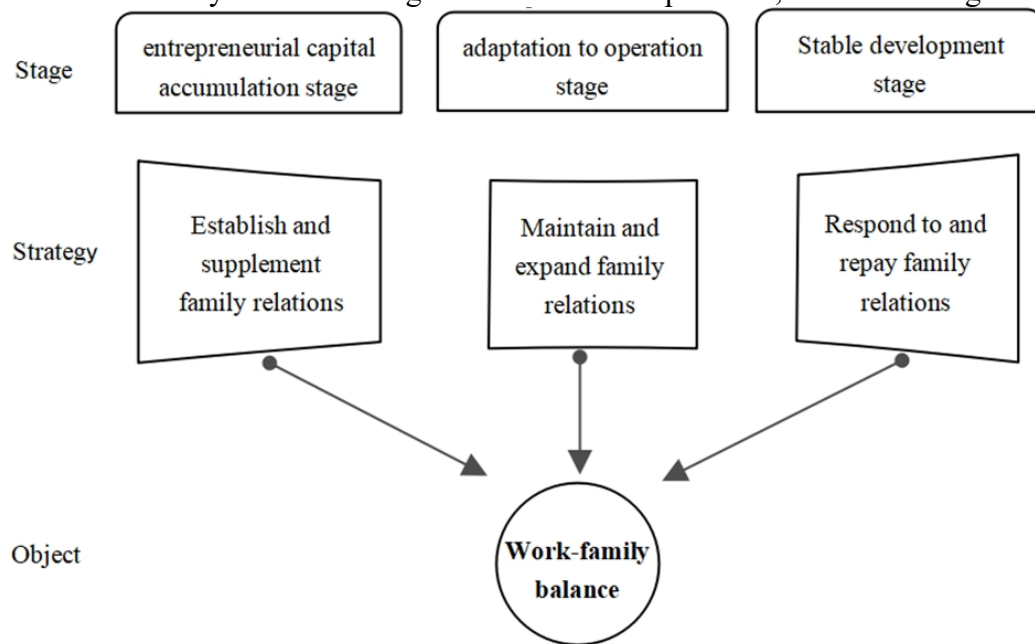 Stage
entrepreneurial capital
accumulation stage
adaptation to operation
stage
Stable development
stage
Strategy
Establish and
supplement
family relations
Maintain and
expand family
relations
Respond to and
repay family
relations
Object
Work-family
balance